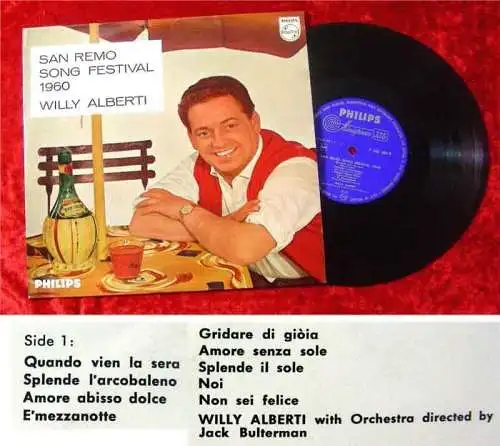 SAN REMO
SONG FESTIVAL
1960
WILLY ALBERTI
PHILIPS
PHILIPS
PHILIPS
Side 1:
Quando vien la sera
Splende l'arcobaleno
Amore abisso dolce
E'mezzanotte
Gridare di giòia
Amore senza sole
Splende il sole
Noi
Non sei felice
WILLY ALBERTI with Orchestra directed by
Jack Bulterman